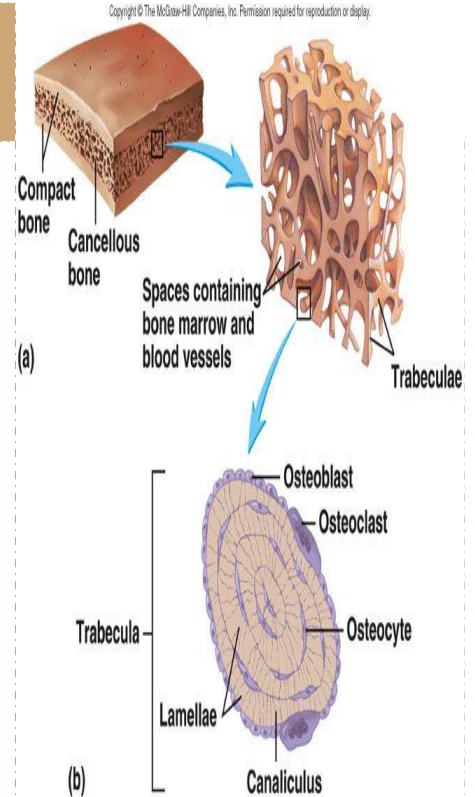 Copyright © The McGraw-Hill Companies, Inc. Permission required for reproduction or display.
Compact
bone
Cancellous
bone
Spaces containing
bone marrow and
blood vessels
(a)
Trabeculae
Osteoblast
Osteoclast
Trabecula
Osteocyte
Lamellae
(b)
Canaliculus